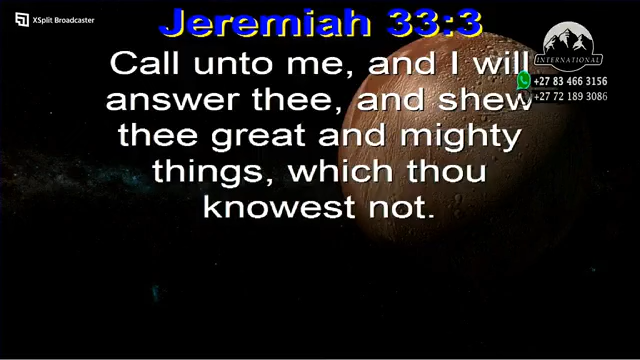 XSplit Broadcaster
Jeremiah 33:3
Call unto me, and I will
answer thee, and shew
thee great and mighty
things, which thou
knowest not.
INTERNATIONAL
+27 83 466 3156
+27 72 189 3086